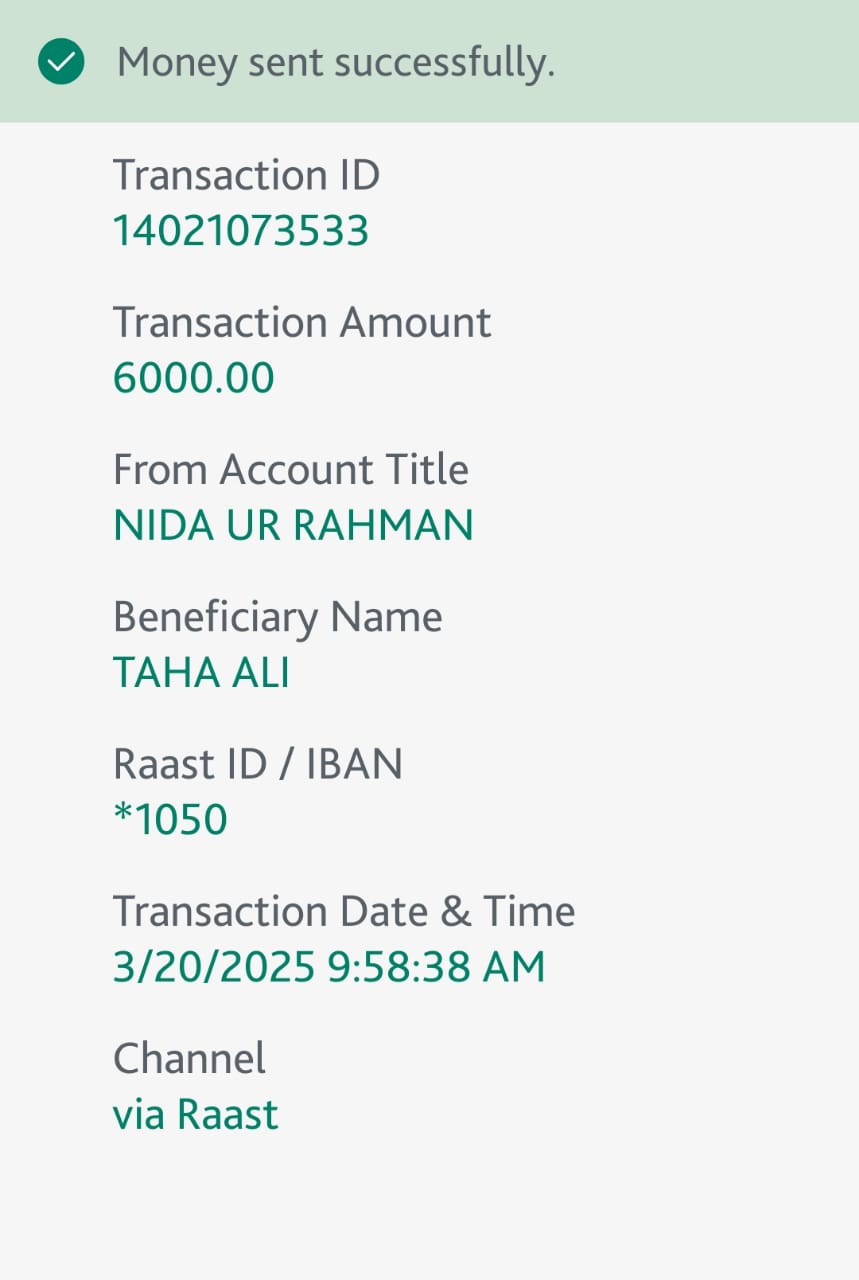 Money sent successfully.
Transaction ID
14021073533
Transaction Amount
6000.00
From Account Title
NIDA UR RAHMAN
Beneficiary Name
TAHA ALI
Raast ID / IBAN
*1050
Transaction Date & Time
3/20/2025 9:58:38 AM
Channel
via Raast